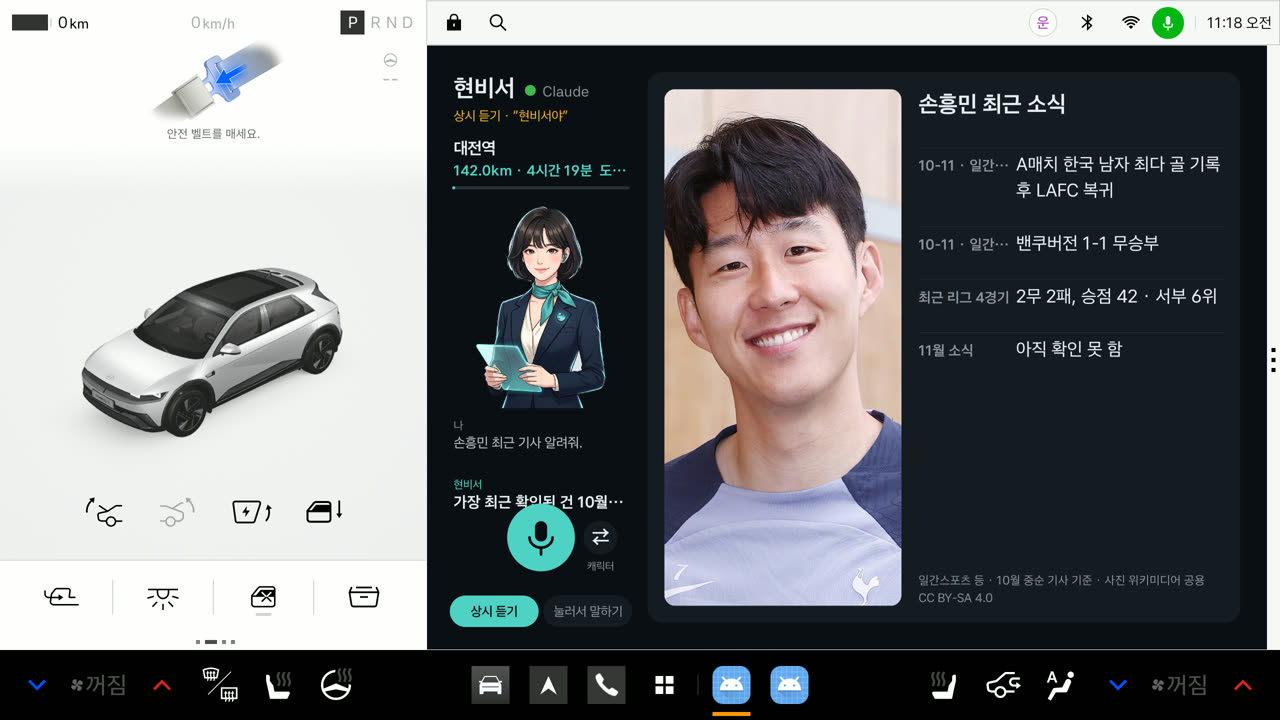 0 km
0 km/h
P R N D
안전 벨트를 매세요.
운
11:18 오전
현비서 Claude
상시 듣기 · "현비서야"
대전역
142.0km · 4시간 19분 도…
나
손흥민 최근 기사 알려줘.
현비서
가장 최근 확인된 건 10월…
캐릭터
상시 듣기
눌러서 말하기
손흥민 최근 소식
10-11 · 일간… A매치 한국 남자 최다 골 기록
후 LAFC 복귀
10-11 · 일간… 밴쿠버전 1-1 무승부
최근 리그 4경기 2무 2패, 승점 42 · 서부 6위
11월 소식 아직 확인 못 함
일간스포츠 등 · 10월 중순 기사 기준 · 사진 위키미디어 공용
CC BY-SA 4.0
꺼짐
A
꺼짐